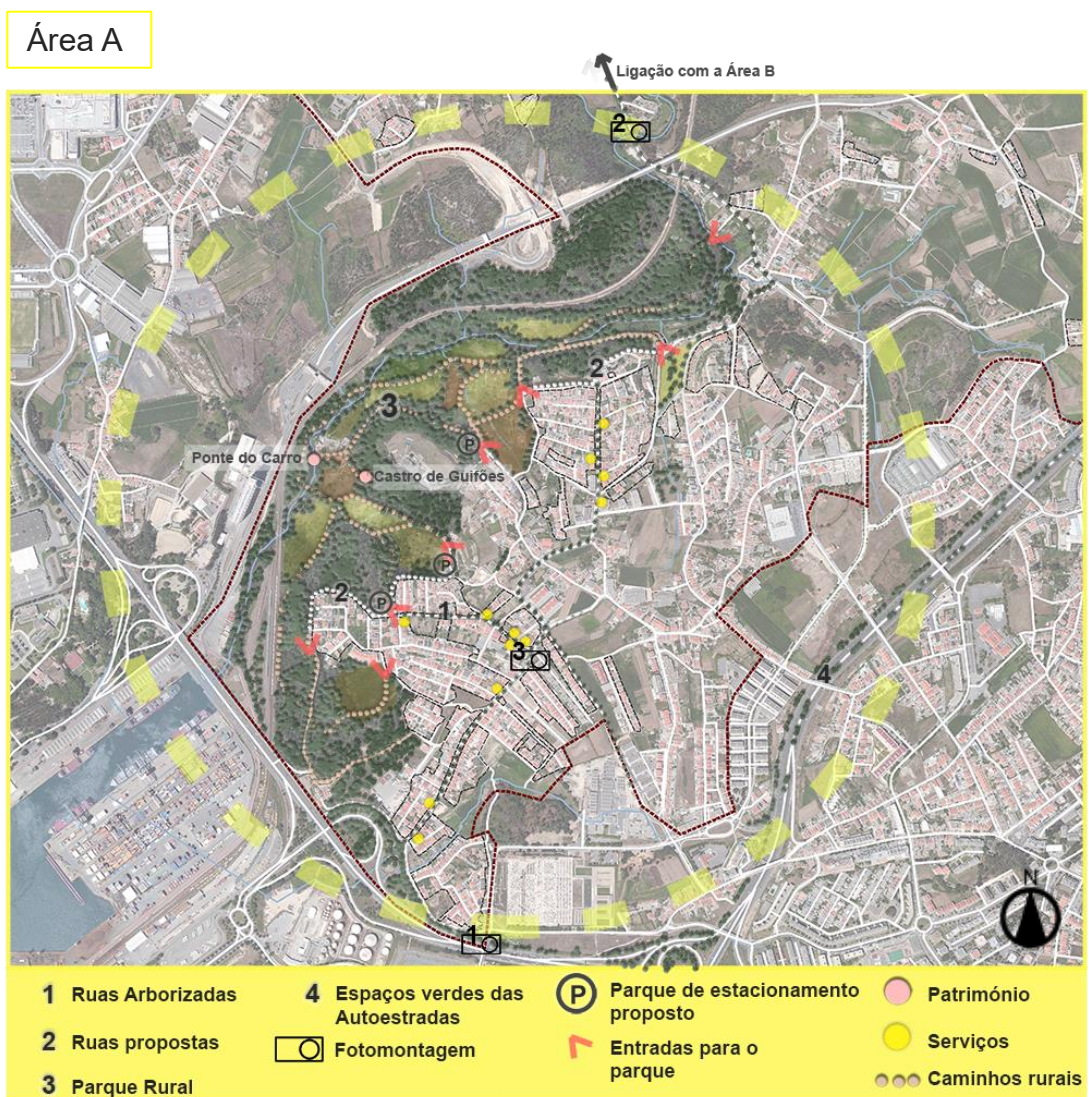 Área A
Ligação com a Área B
2
2
3
Ponte do Carro
Castro de Guifões
P
P
2
P
1
3
4
1
N
1 Ruas Arborizadas
2 Ruas propostas
3 Parque Rural
4 Espaços verdes das
Autoestradas
Fotomontagem
P Parque de estacionamento
proposto
Entradas para o
parque
Património
Serviços
Caminhos rurais